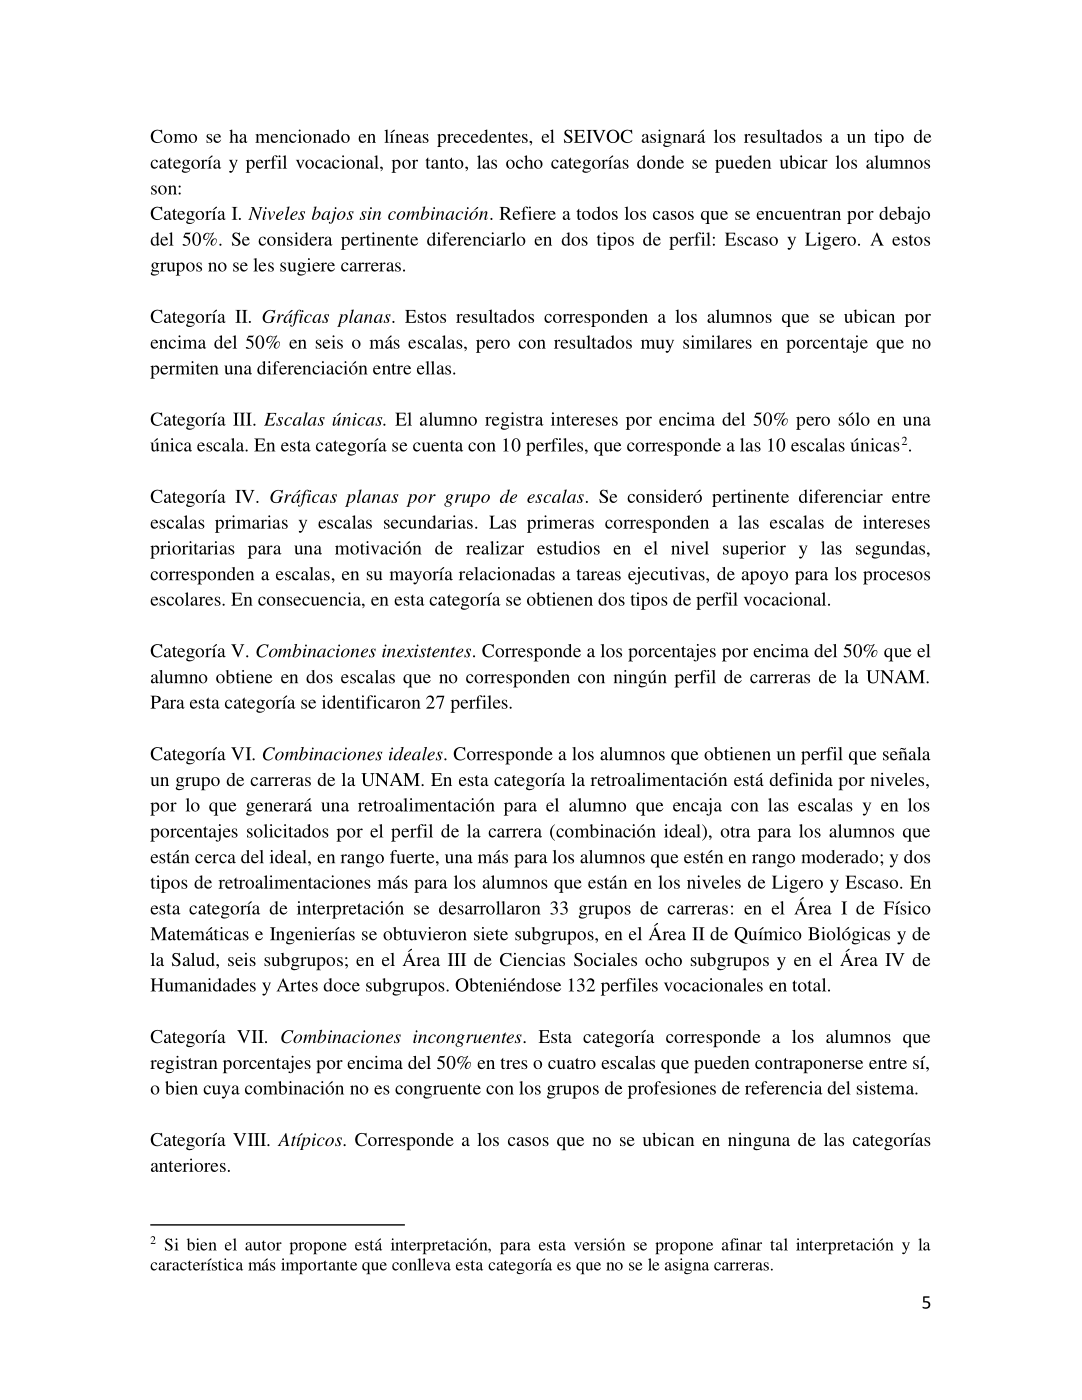 Como se ha mencionado en líneas precedentes, el SEIVOC asignará los resultados a un tipo de
categoría y perfil vocacional, por tanto, las ocho categorías donde se pueden ubicar los alumnos
son:
Categoría I. Niveles bajos sin combinación. Refiere a todos los casos que se encuentran por debajo
del 50%. Se considera pertinente diferenciarlo en dos tipos de perfil: Escaso y Ligero. A estos
grupos no se les sugiere carreras.
Categoría II. Gráficas planas. Estos resultados corresponden a los alumnos que se ubican por
encima del 50% en seis o más escalas, pero con resultados muy similares en porcentaje que no
permiten una diferenciación entre ellas.
Categoría III. Escalas únicas. El alumno registra intereses por encima del 50% pero sólo en una
única escala. En esta categoría se cuenta con 10 perfiles, que corresponde a las 10 escalas únicas2.
Categoría IV. Gráficas planas por grupo de escalas. Se consideró pertinente diferenciar entre
escalas primarias y escalas secundarias. Las primeras corresponden a las escalas de intereses
prioritarias para una motivación de realizar estudios en el nivel superior y las segundas,
corresponden a escalas, en su mayoría relacionadas a tareas ejecutivas, de apoyo para los procesos
escolares. En consecuencia, en esta categoría se obtienen dos tipos de perfil vocacional.
Categoría V. Combinaciones inexistentes. Corresponde a los porcentajes por encima del 50% que el
alumno obtiene en dos escalas que no corresponden con ningún perfil de carreras de la UNAM.
Para esta categoría se identificaron 27 perfiles.
Categoría VI. Combinaciones ideales. Corresponde a los alumnos que obtienen un perfil que señala
un grupo de carreras de la UNAM. En esta categoría la retroalimentación está definida por niveles,
por lo que generará una retroalimentación para el alumno que encaja con las escalas y en los
porcentajes solicitados por el perfil de la carrera (combinación ideal), otra para los alumnos que
están cerca del ideal, en rango fuerte, una más para los alumnos que estén en rango moderado; y dos
tipos de retroalimentaciones más para los alumnos que están en los niveles de Ligero y Escaso. En
esta categoría de interpretación se desarrollaron 33 grupos de carreras: en el Área I de Físico
Matemáticas e Ingenierías se obtuvieron siete subgrupos, en el Área II de Químico Biológicas y de
la Salud, seis subgrupos; en el Área III de Ciencias Sociales ocho subgrupos y en el Área IV de
Humanidades y Artes doce subgrupos. Obteniéndose 132 perfiles vocacionales en total.
Categoría VII. Combinaciones incongruentes. Esta categoría corresponde a los alumnos que
registran porcentajes por encima del 50% en tres o cuatro escalas que pueden contraponerse entre sí,
o bien cuya combinación no es congruente con los grupos de profesiones de referencia del sistema.
Categoría VIII. Atípicos. Corresponde a los casos que no se ubican en ninguna de las categorías
anteriores.
2 Si bien el autor propone está interpretación, para esta versión se propone afinar tal interpretación y la
característica más importante que conlleva esta categoría es que no se le asigna carreras.
5